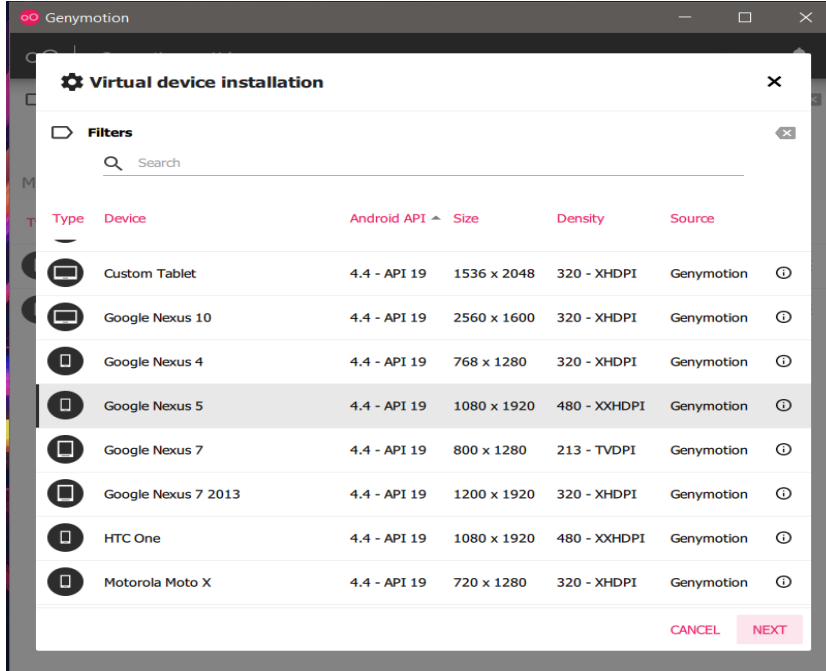 Genymotion
Virtual device installation
Filters
Search
Type Device Android API Size Density Source
Custom Tablet 4.4 - API 19 1536 x 2048 320 - XHDPI Genymotion
Google Nexus 10 4.4 - API 19 2560 x 1600 320 - XHDPI Genymotion
Google Nexus 4 4.4 - API 19 768 x 1280 320 - XHDPI Genymotion
Google Nexus 5 4.4 - API 19 1080 x 1920 480 - XXHDPI Genymotion
Google Nexus 7 4.4 - API 19 800 x 1280 213 - TVDPI Genymotion
Google Nexus 7 2013 4.4 - API 19 1200 x 1920 320 - XHDPI Genymotion
HTC One 4.4 - API 19 1080 x 1920 480 - XXHDPI Genymotion
Motorola Moto X 4.4 - API 19 720 x 1280 320 - XHDPI Genymotion
CANCEL NEXT